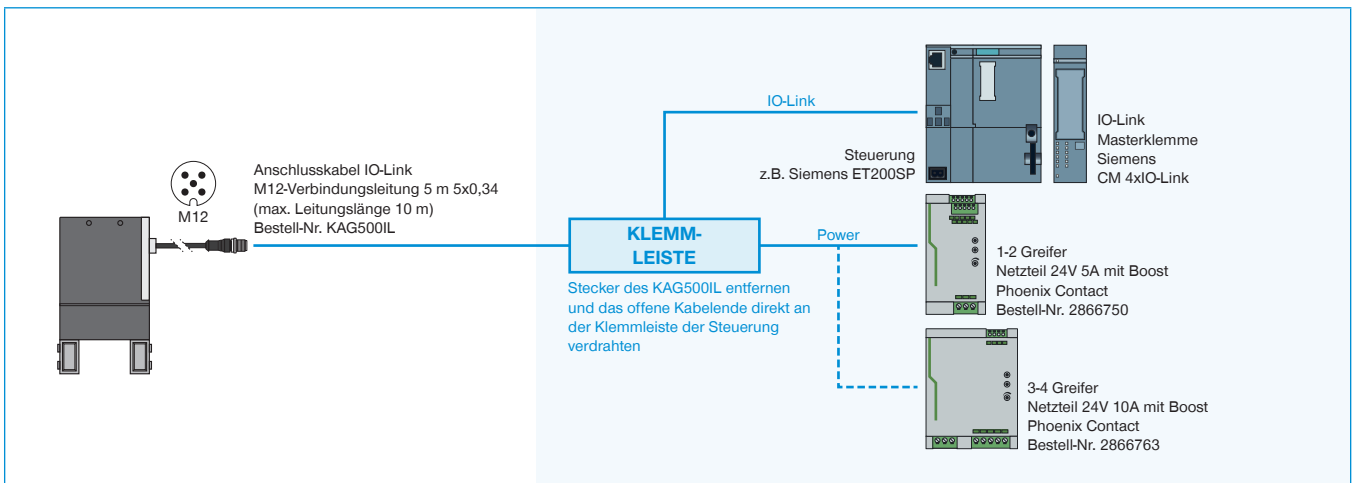 Anschlusskabel IO-Link
M12-Verbindungsleitung 5 m 5x0,34
(max. Leitungslänge 10 m)
Bestell-Nr. KAG500IL
M12
KLEMM-
LEISTE
Stecker des KAG500IL entfernen
und das offene Kabelende direkt an
der Klemmleiste der Steuerung
verdrahten
IO-Link
Steuerung
z.B. Siemens ET200SP
IO-Link
Masterklemme
Siemens
CM 4xIO-Link
Power
1-2 Greifer
Netzteil 24V 5A mit Boost
Phoenix Contact
Bestell-Nr. 2866750
3-4 Greifer
Netzteil 24V 10A mit Boost
Phoenix Contact
Bestell-Nr. 2866763